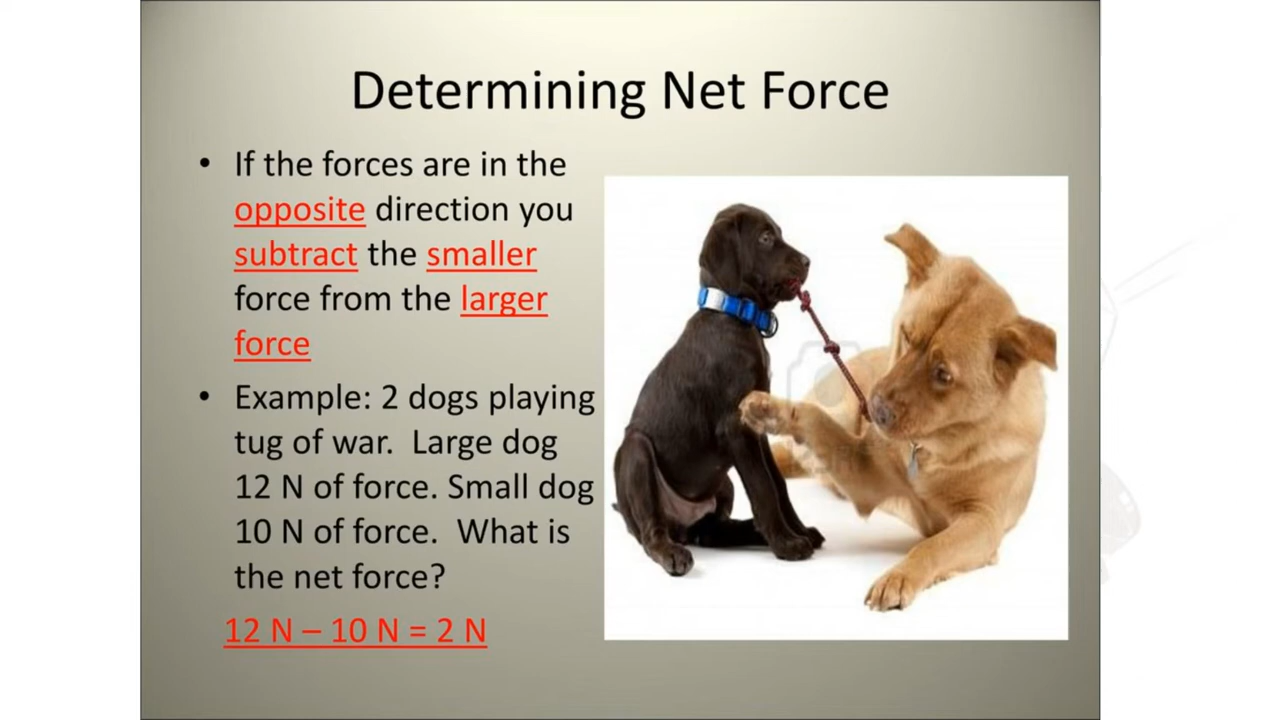 Determining Net Force
• If the forces are in the
opposite direction you
subtract the smaller
force from the larger
force
• Example: 2 dogs playing
tug of war.  Large dog
12 N of force. Small dog
10 N of force.  What is
the net force?
12 N – 10 N = 2 N